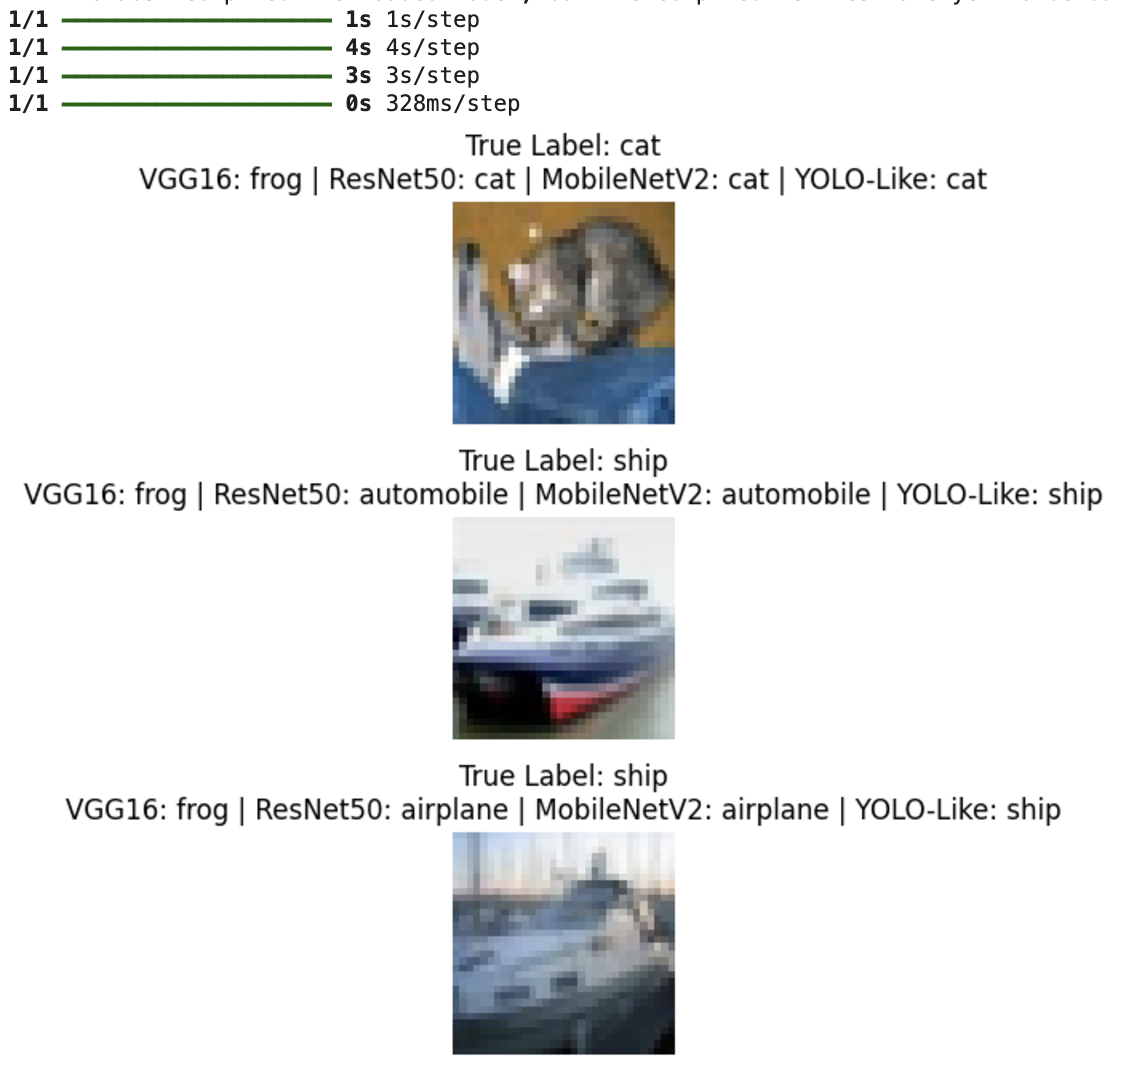 1/1 ━━━━━━━━━━━━━━━━━━━━ 1s 1s/step
1/1 ━━━━━━━━━━━━━━━━━━━━ 4s 4s/step
1/1 ━━━━━━━━━━━━━━━━━━━━ 3s 3s/step
1/1 ━━━━━━━━━━━━━━━━━━━━ 0s 328ms/step
True Label: cat
VGG16: frog | ResNet50: cat | MobileNetV2: cat | YOLO-Like: cat
True Label: ship
VGG16: frog | ResNet50: automobile | MobileNetV2: automobile | YOLO-Like: ship
True Label: ship
VGG16: frog | ResNet50: airplane | MobileNetV2: airplane | YOLO-Like: ship